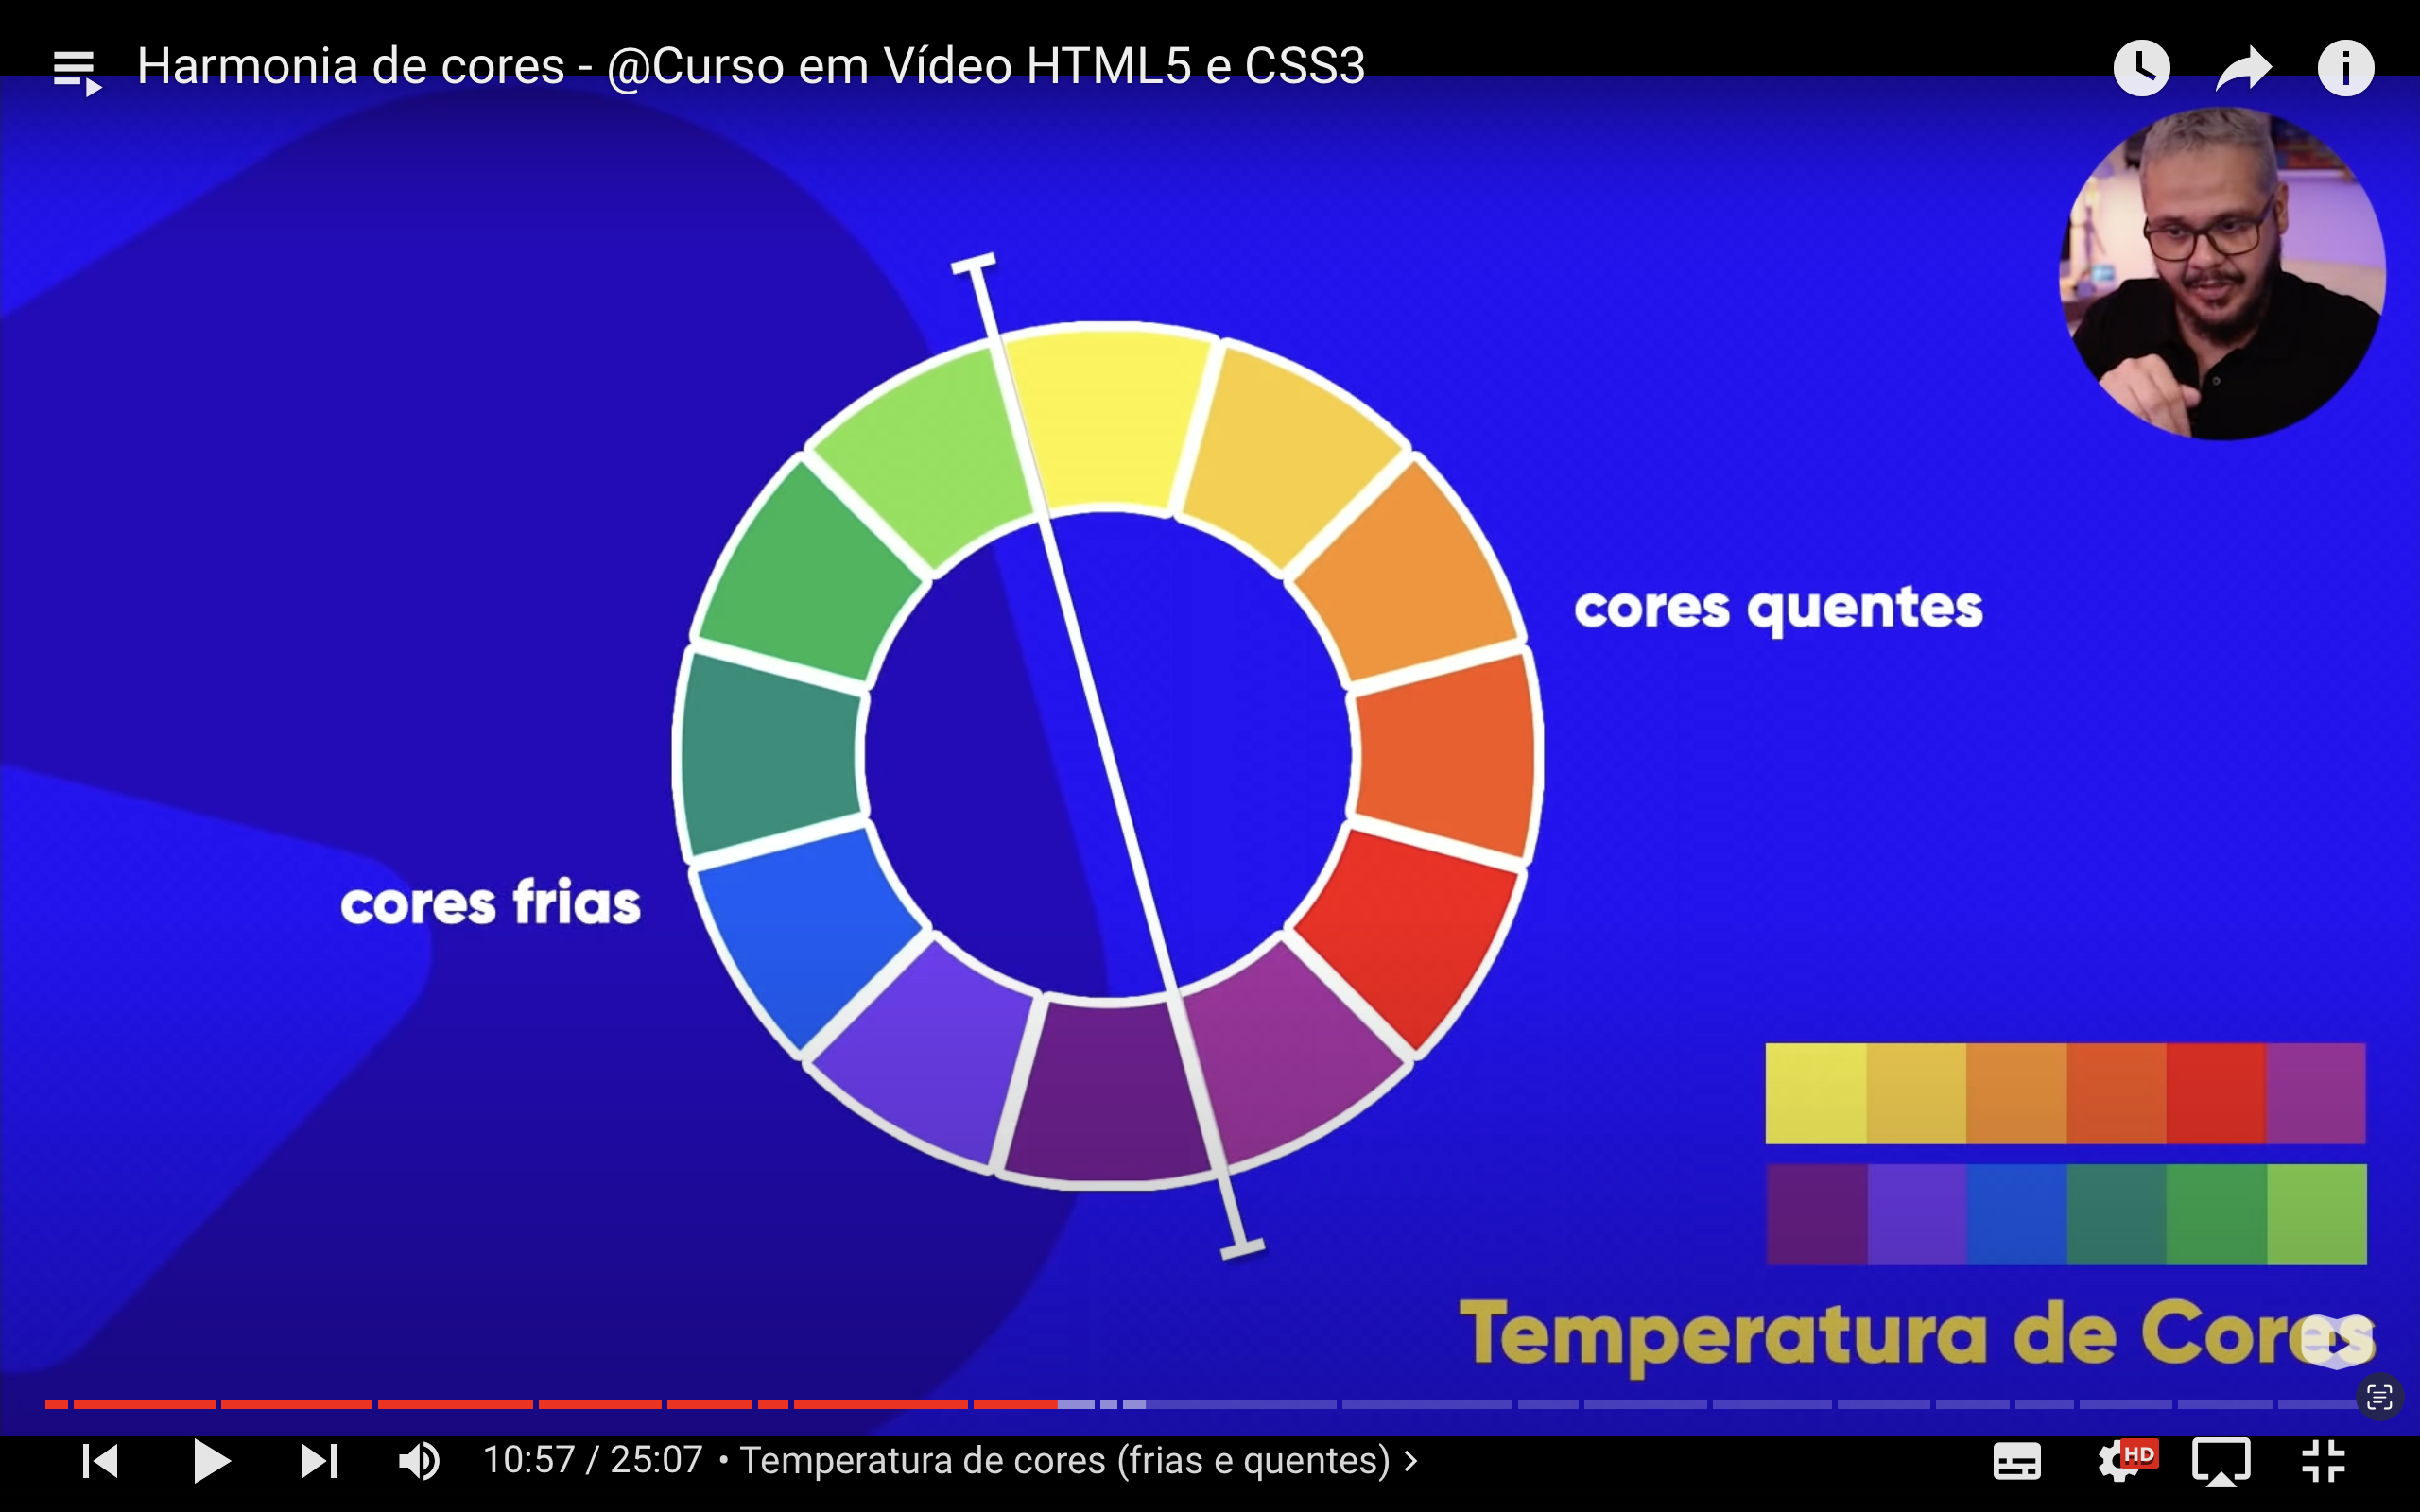 Harmonia de cores - @Curso em Vídeo HTML5 e CSS3
cores quentes
cores frias
Temperatura de Cores
10:57 / 25:07 • Temperatura de cores (frias e quentes) >
HD